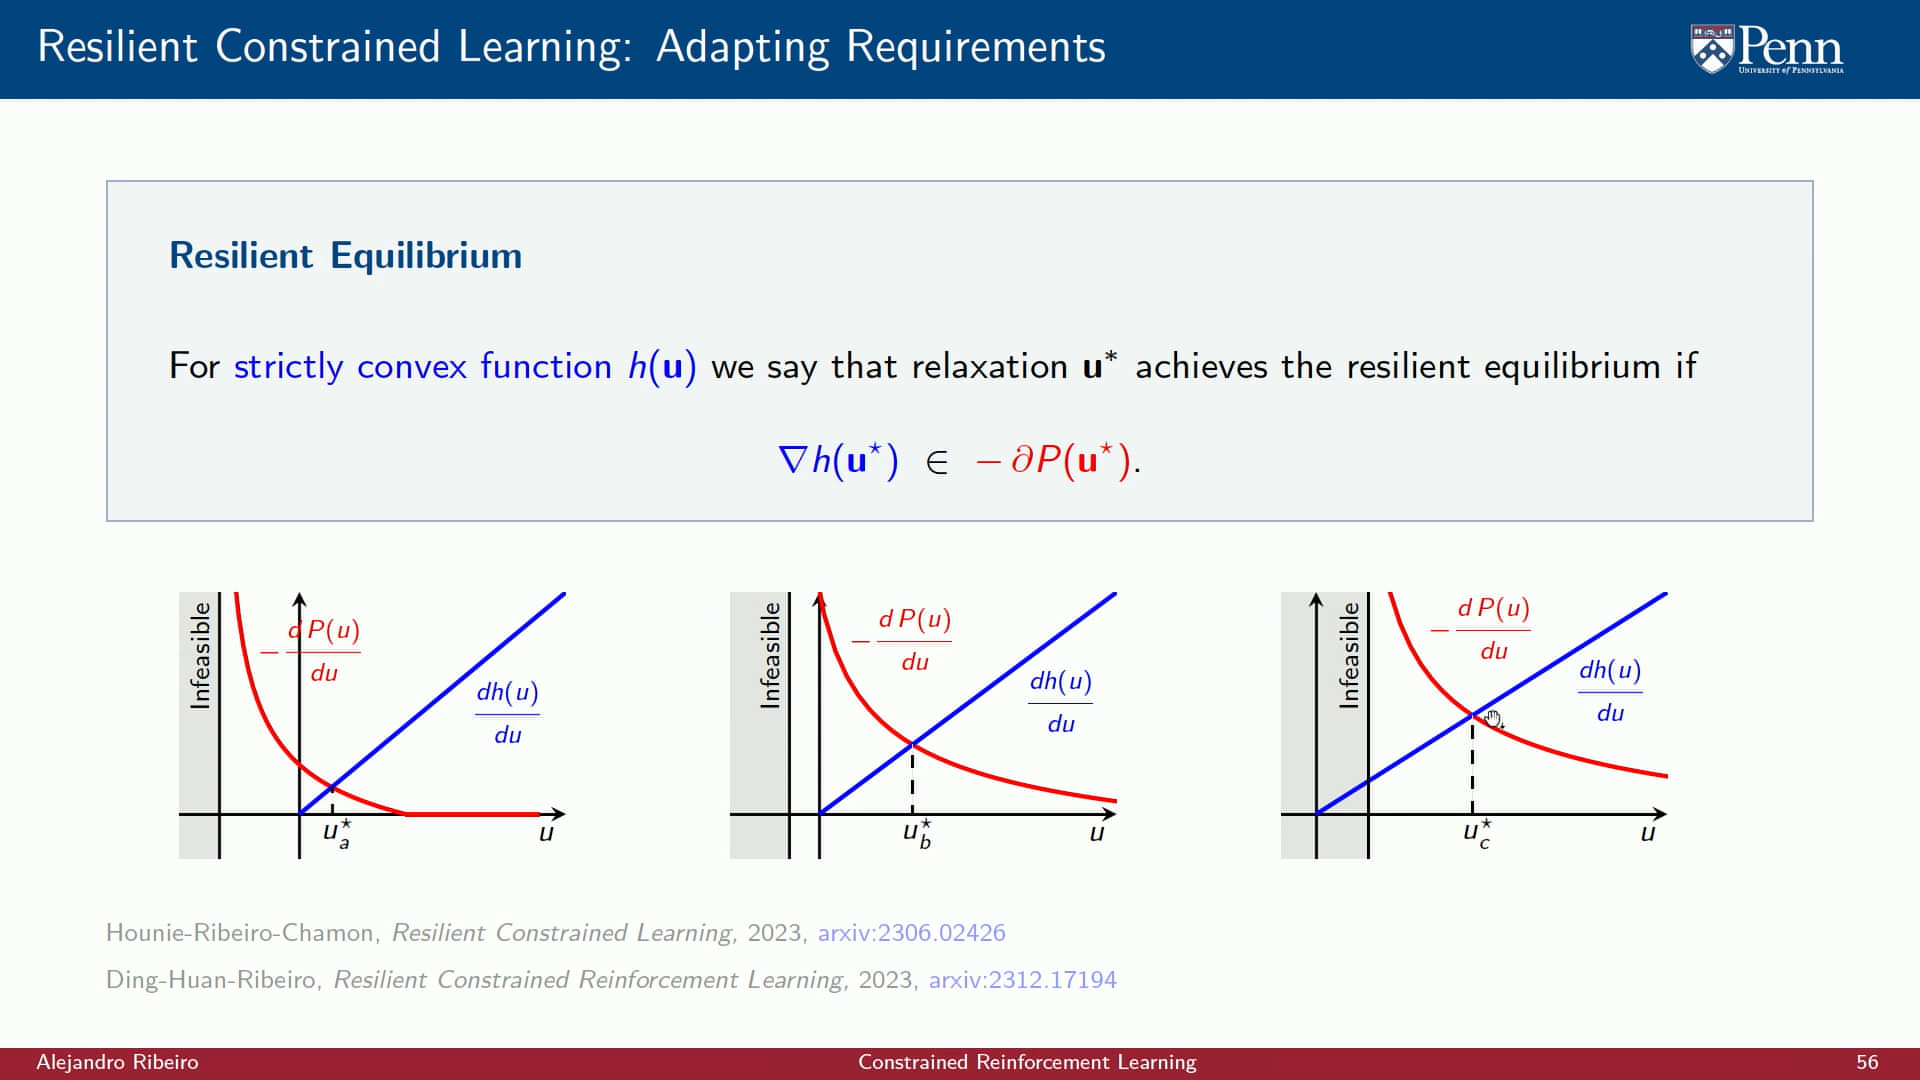 Resilient Constrained Learning: Adapting Requirements
Penn
UNIVERSITY of PENNSYLVANIA
Resilient Equilibrium
For strictly convex function h(u) we say that relaxation u* achieves the resilient equilibrium if
∇h(u⋆) ∈ −∂P(u⋆).
Infeasible
− dP(u)/du
dh(u)/du
u⋆a
u
Infeasible
− dP(u)/du
dh(u)/du
u⋆b
u
Infeasible
− dP(u)/du
dh(u)/du
u⋆c
u
Hounie-Ribeiro-Chamon, Resilient Constrained Learning, 2023, arxiv:2306.02426
Ding-Huan-Ribeiro, Resilient Constrained Reinforcement Learning, 2023, arxiv:2312.17194
Alejandro Ribeiro
Constrained Reinforcement Learning
56